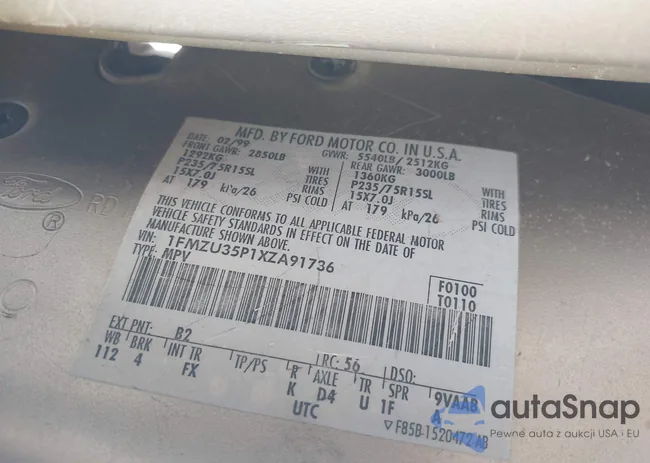 MFD. BY FORD MOTOR CO. IN U.S.A.
DATE: 02/99 GVWR: 5540LB/ 2512KG
FRONT GAWR: 2850LB REAR GAWR: 3000LB
1292KG WITH 1360KG WITH
P235/75R15SL TIRES P235/75R15SL TIRES
15X7.0J RIMS 15X7.0J RIMS
AT 179 kPa/26 PSI COLD AT 179 kPa/26 PSI COLD
THIS VEHICLE CONFORMS TO ALL APPLICABLE FEDERAL MOTOR
VEHICLE SAFETY STANDARDS IN EFFECT ON THE DATE OF
MANUFACTURE SHOWN ABOVE.
VIN: 1FMZU35P1XZA91736
TYPE: MPV
F0100
T0110
EXT PNT: B2 RC: 56 DSO:
WB BRK INT TR TP/PS R AXLE TR SPR 9VAAB
112 4 FX K D4 U 1F A
UTC
F85B-1520472-AB
Ford
RD
autoSnap
Pewne auta z aukcji USA i EU